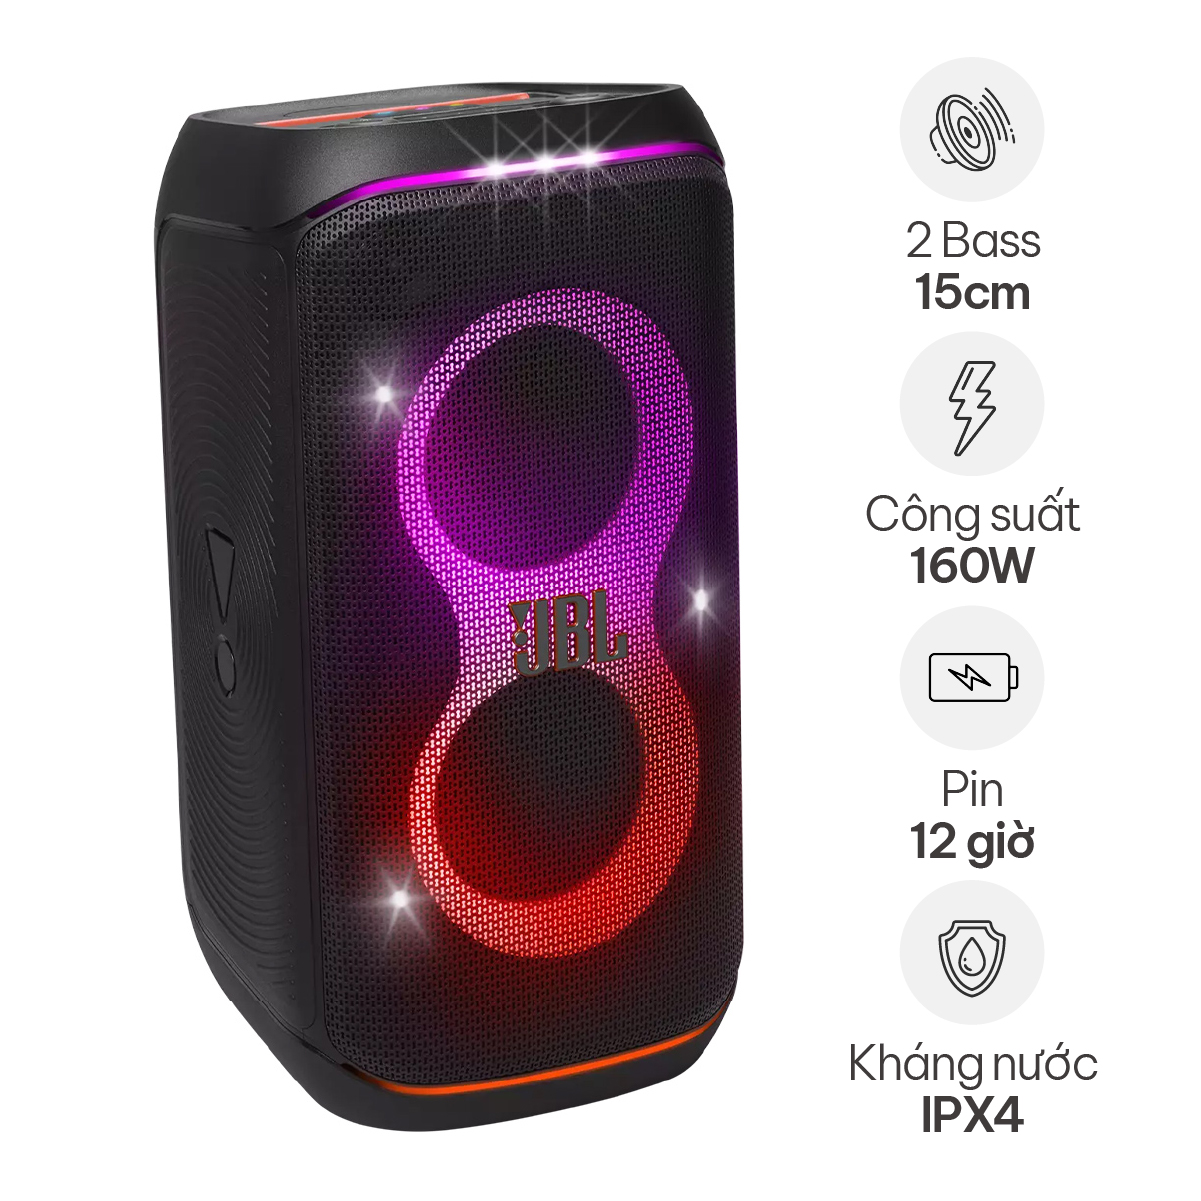 JBL
2 Bass
15cm
Công suất
160W
Pin
12 giờ
Kháng nước
IPX4